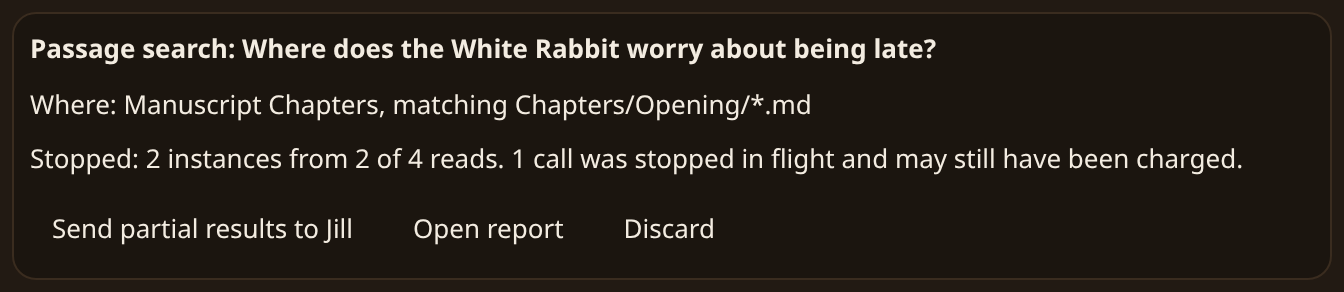 Passage search: Where does the White Rabbit worry about being late?
Where: Manuscript Chapters, matching Chapters/Opening/*.md
Stopped: 2 instances from 2 of 4 reads. 1 call was stopped in flight and may still have been charged.
Send partial results to Jill Open report Discard